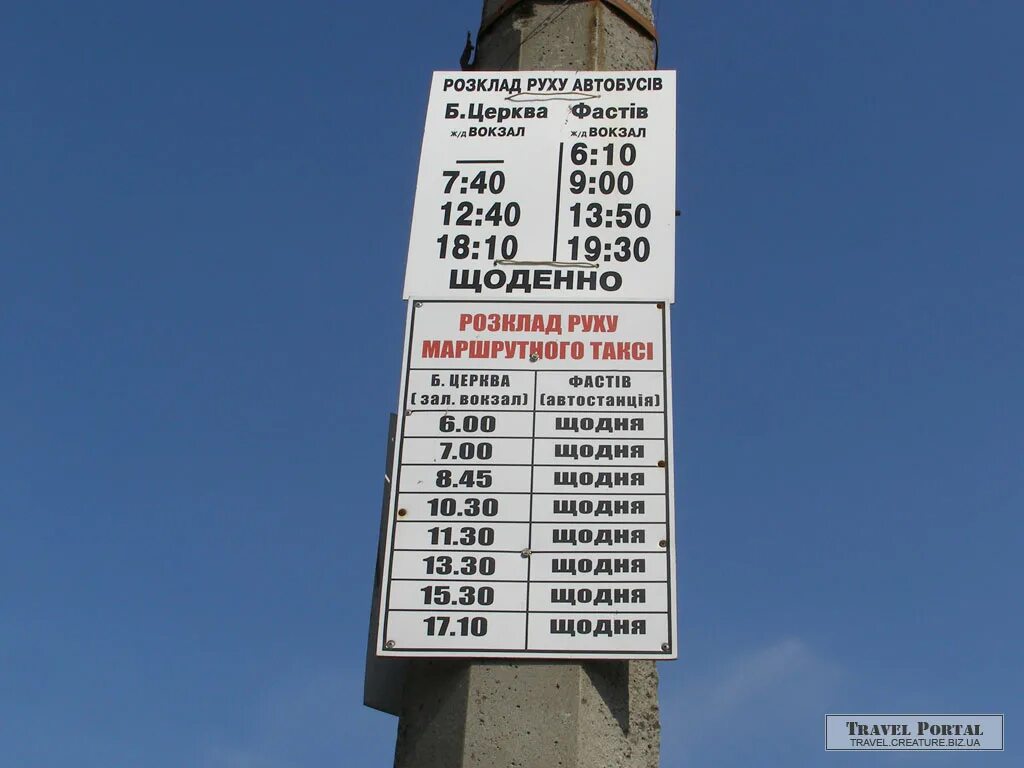 РОЗКЛАД РУХУ АВТОБУСІВ
Б.Церква Фастів
ж/д ВОКЗАЛ ж/д ВОКЗАЛ
— 6:10
7:40 9:00
12:40 13:50
18:10 19:30
ЩОДЕННО
РОЗКЛАД РУХУ
МАРШРУТНОГО ТАКСІ
Б. ЦЕРКВА ФАСТІВ
(зал. вокзал) (автостанція)
6.00 щодня
7.00 щодня
8.45 щодня
10.30 щодня
11.30 щодня
13.30 щодня
15.30 щодня
17.10 щодня
TRAVEL PORTAL
TRAVEL.CREATURE.BIZ.UA